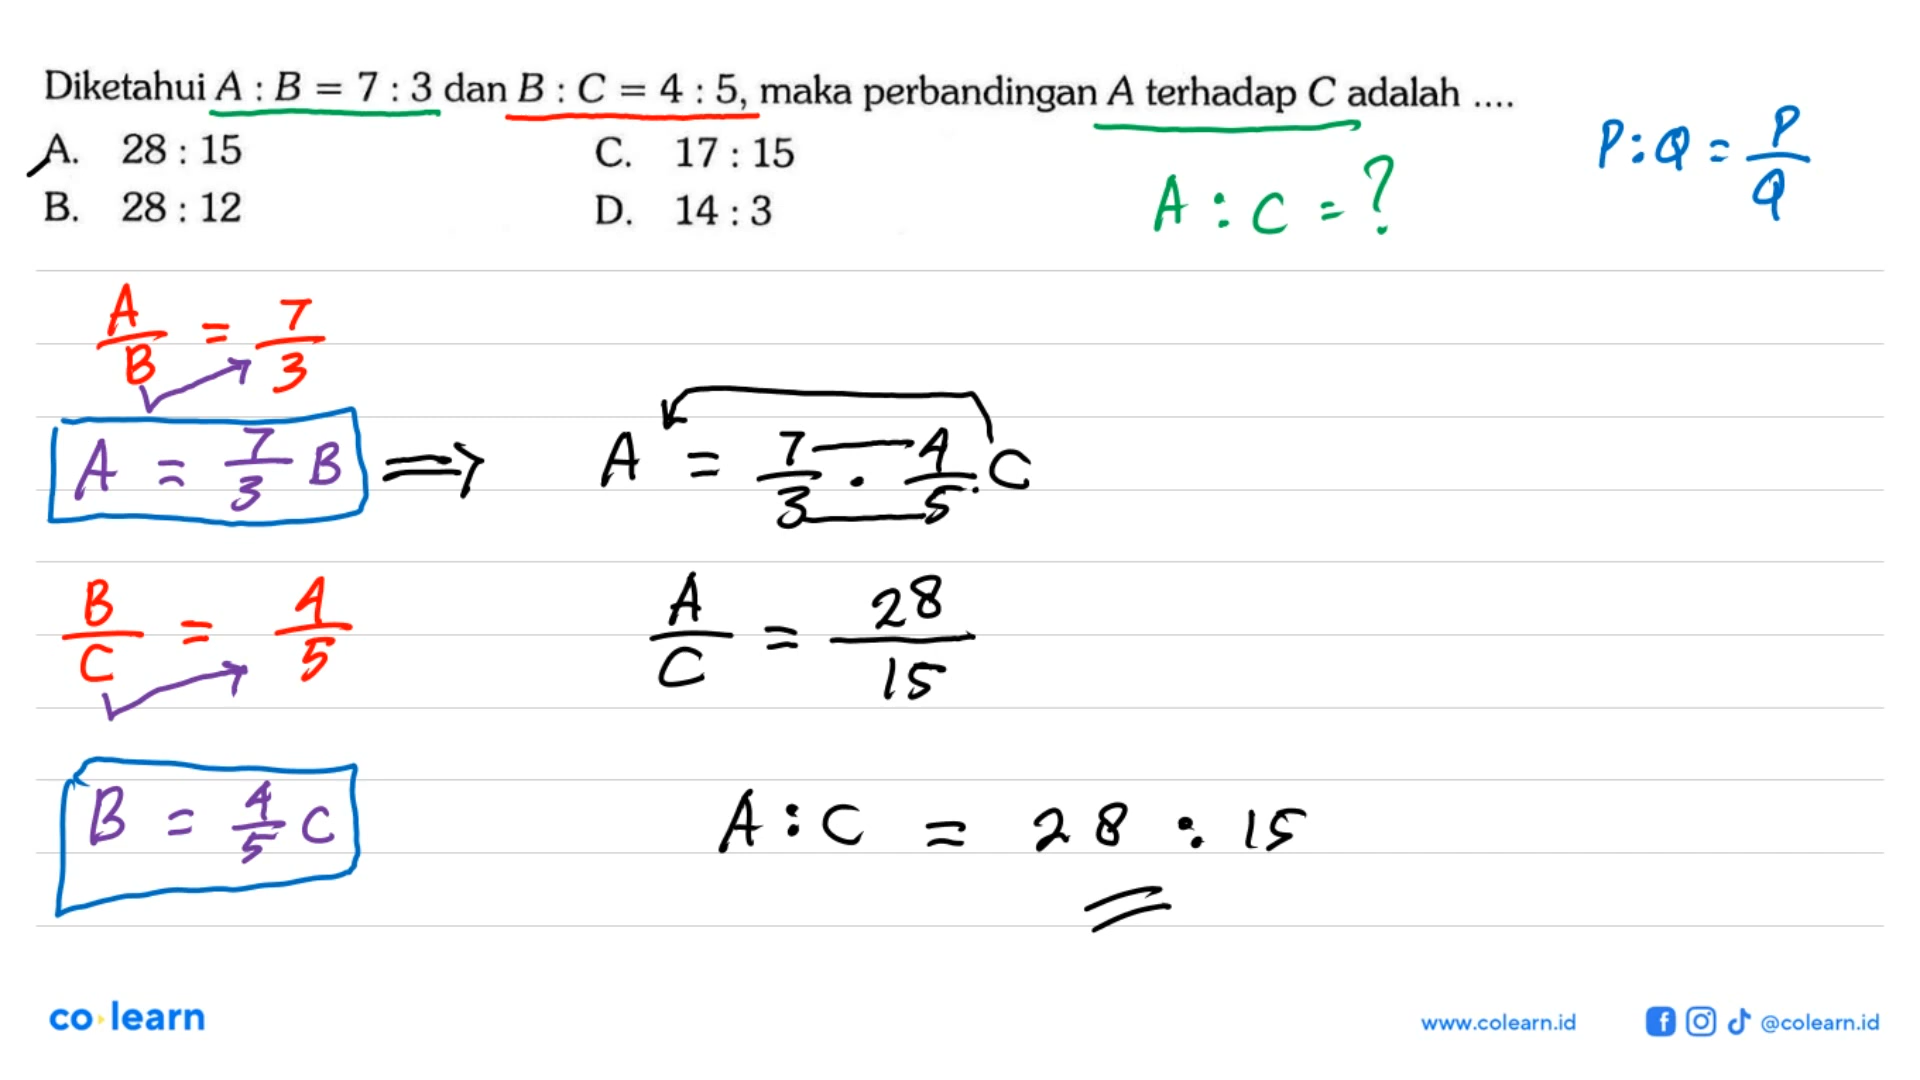 Diketahui A : B = 7 : 3 dan B : C = 4 : 5, maka perbandingan A terhadap C adalah ....
A. 28 : 15
C. 17 : 15
B. 28 : 12
D. 14 : 3
A : C = ?
P : Q = P/Q
A/B = 7/3
A = 7/3 B ⟹ A = 7/3 . 4/5 . C
B/C = 4/5
A/C = 28/15
B = 4/5 C
A : C = 28 : 15
co learn
www.colearn.id
@colearn.id